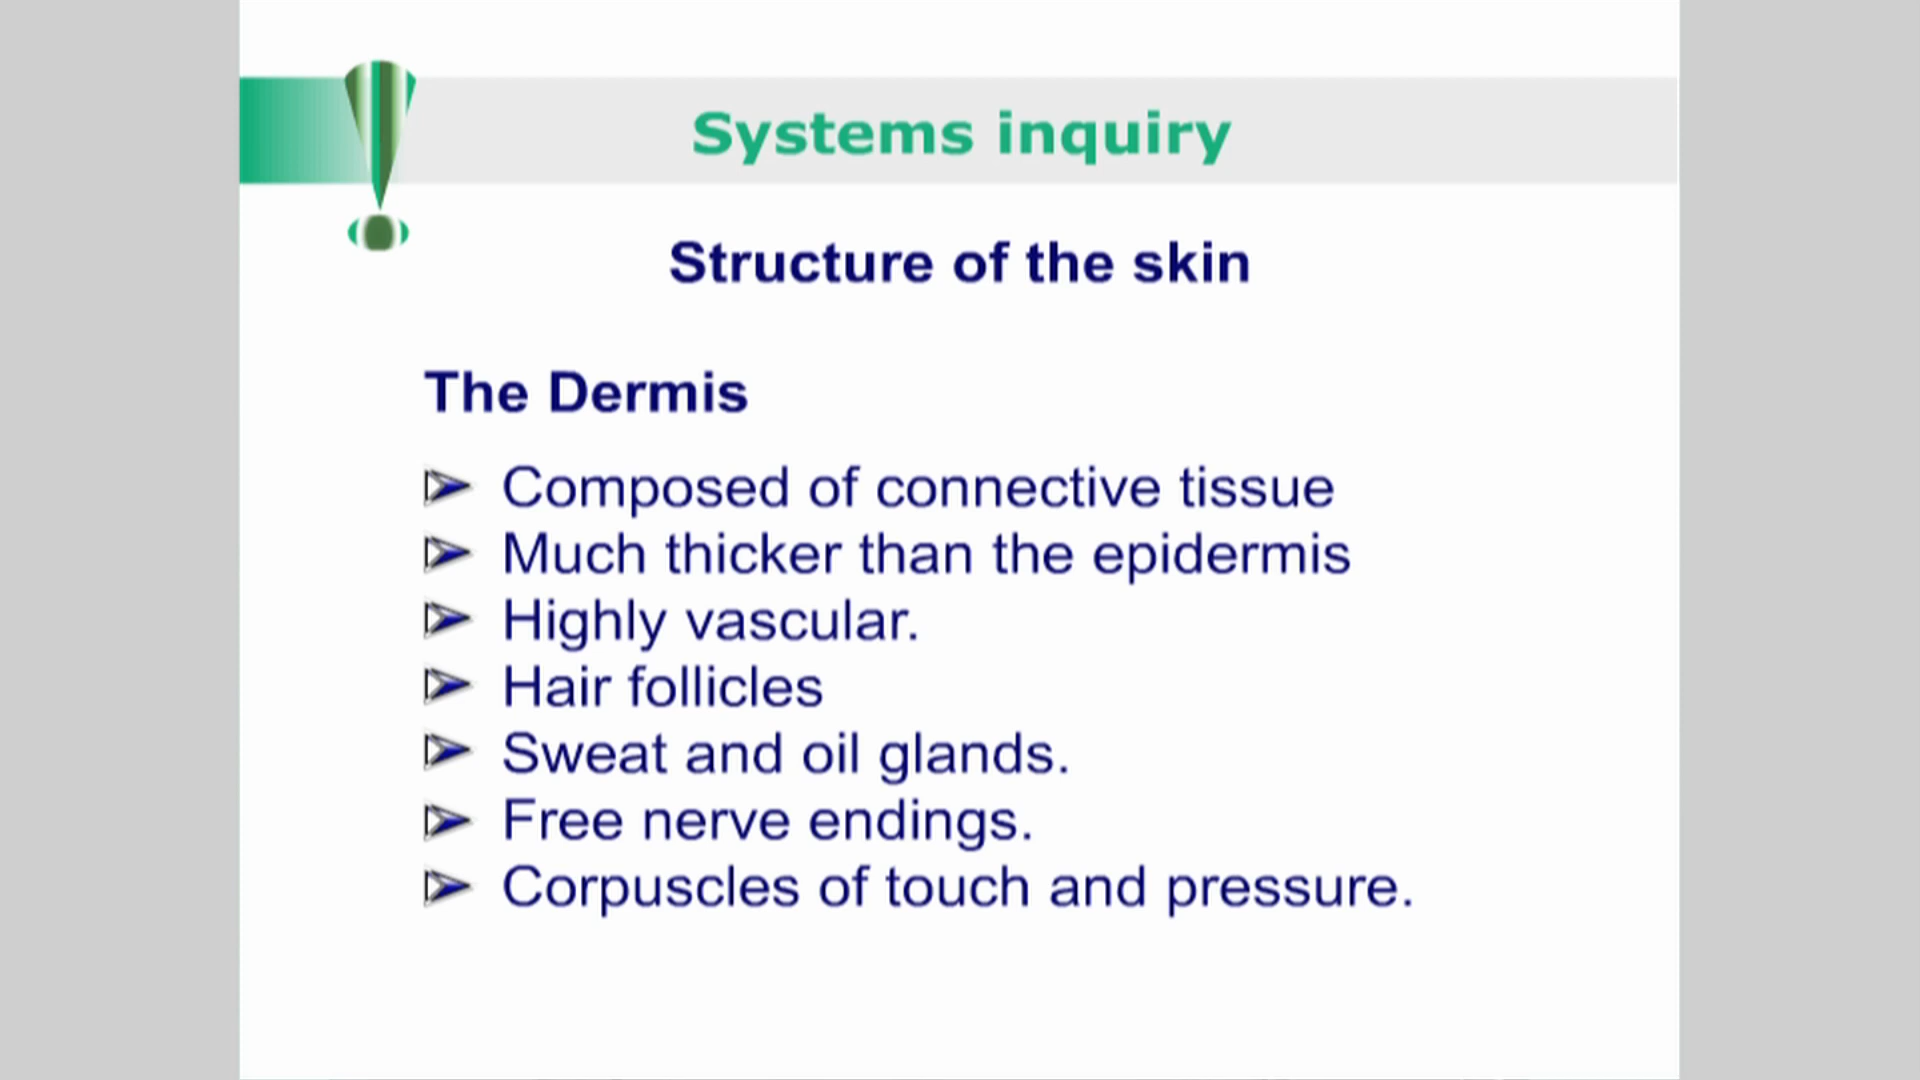 Systems inquiry
Structure of the skin
The Dermis
Composed of connective tissue
Much thicker than the epidermis
Highly vascular.
Hair follicles
Sweat and oil glands.
Free nerve endings.
Corpuscles of touch and pressure.